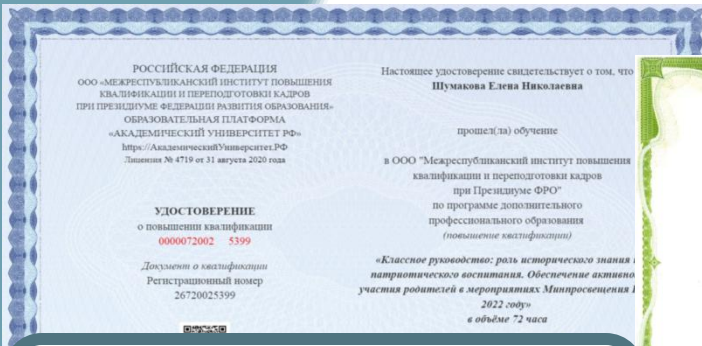 РОССИЙСКАЯ ФЕДЕРАЦИЯ
ООО «МЕЖРЕСПУБЛИКАНСКИЙ ИНСТИТУТ ПОВЫШЕНИЯ
КВАЛИФИКАЦИИ И ПЕРЕПОДГОТОВКИ КАДРОВ
ПРИ ПРЕЗИДИУМЕ ФЕДЕРАЦИИ РАЗВИТИЯ ОБРАЗОВАНИЯ»
ОБРАЗОВАТЕЛЬНАЯ ПЛАТФОРМА
«АКАДЕМИЧЕСКИЙ УНИВЕРСИТЕТ РФ»
https://АкадемическийУниверситет.РФ
Лицензия № 4719 от 31 августа 2020 года
УДОСТОВЕРЕНИЕ
о повышении квалификации
0000072002 5399
Документ о квалификации
Регистрационный номер
26720025399
Настоящее удостоверение свидетельствует о том, что
Шумакова Елена Николаевна
прошел(ла) обучение
в ООО "Межреспубликанский институт повышения
квалификации и переподготовки кадров
при Президиуме ФРО"
по программе дополнительного
профессионального образования
(повышение квалификации)
«Классное руководство: роль исторического знания
патриотического воспитания. Обеспечение активно
участия родителей в мероприятиях Минпросвещения
2022 году»
в объёме 72 часа